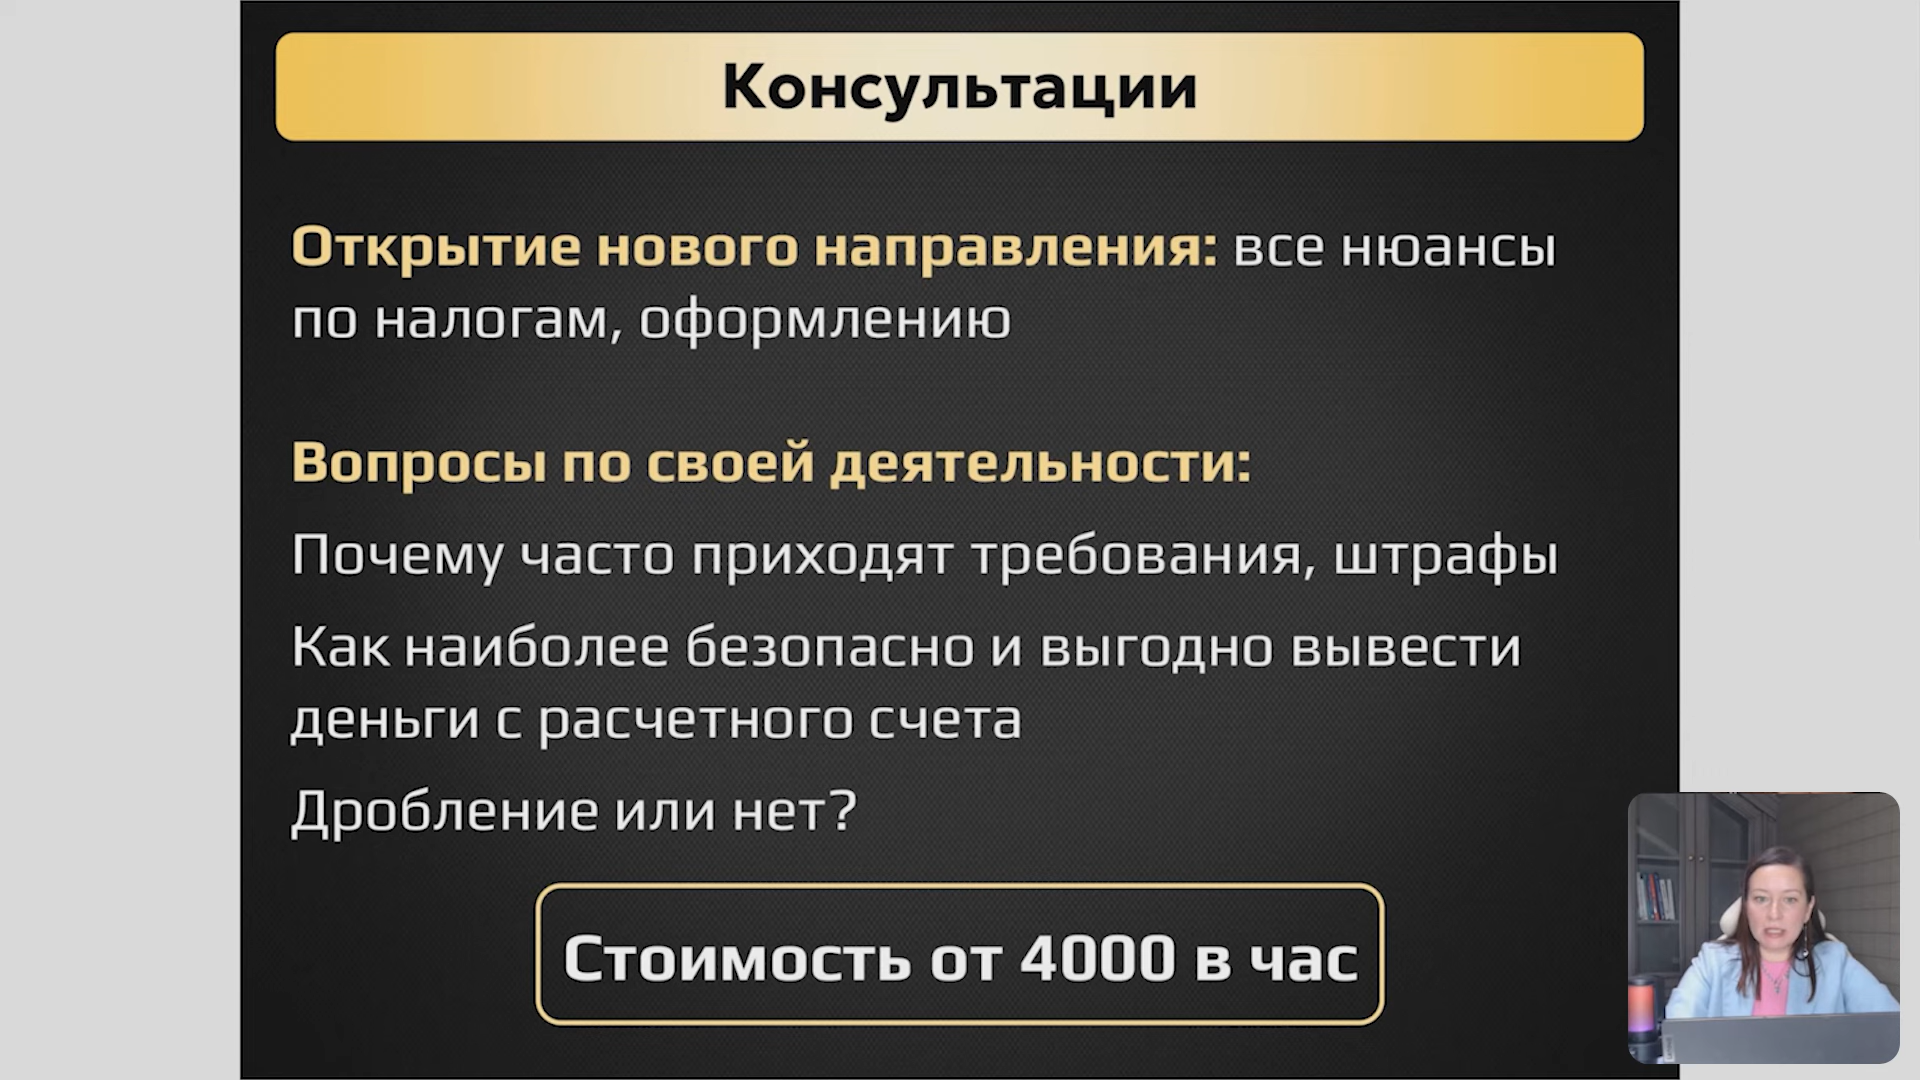 Консультации
Открытие нового направления: все нюансы
по налогам, оформлению
Вопросы по своей деятельности:
Почему часто приходят требования, штрафы
Как наиболее безопасно и выгодно вывести
деньги с расчетного счета
Дробление или нет?
Стоимость от 4000 в час